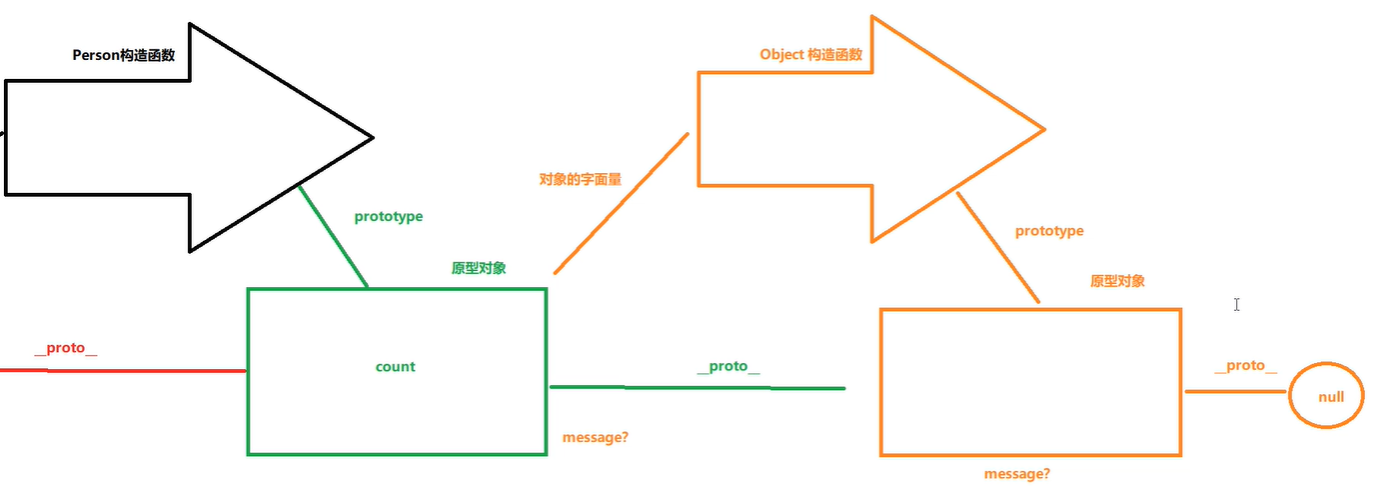 Person构造函数
Object 构造函数
对象的字面量
prototype
prototype
原型对象
原型对象
__proto__
count
__proto__
__proto__
null
message?
message?